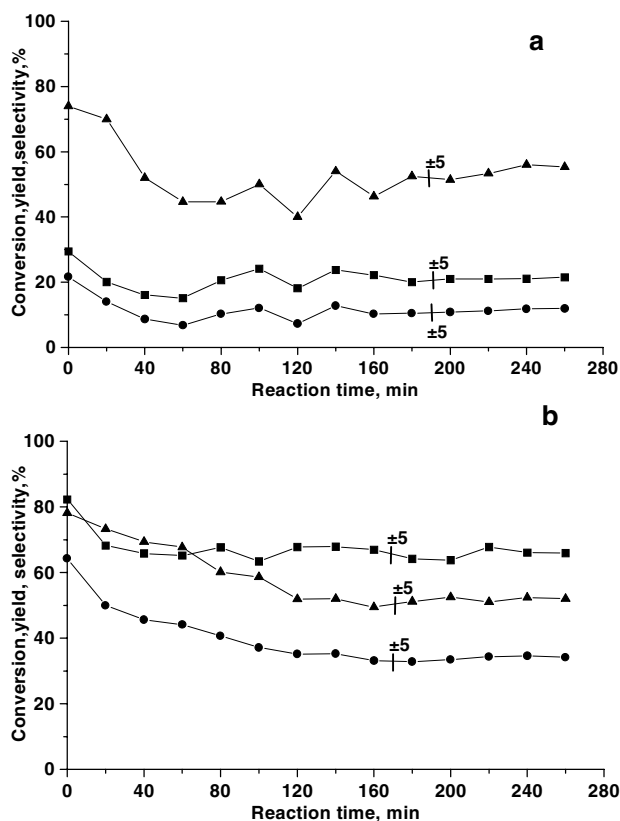 a
100
80
60
40
20
0
Conversion,yield,selectivity,%
±5
±5
±5
0 40 80 120 160 200 240 280
Reaction time, min
b
100
80
60
40
20
0
Conversion,yield, selectivity,%
±5
±5
±5
0 40 80 120 160 200 240 280
Reaction time, min